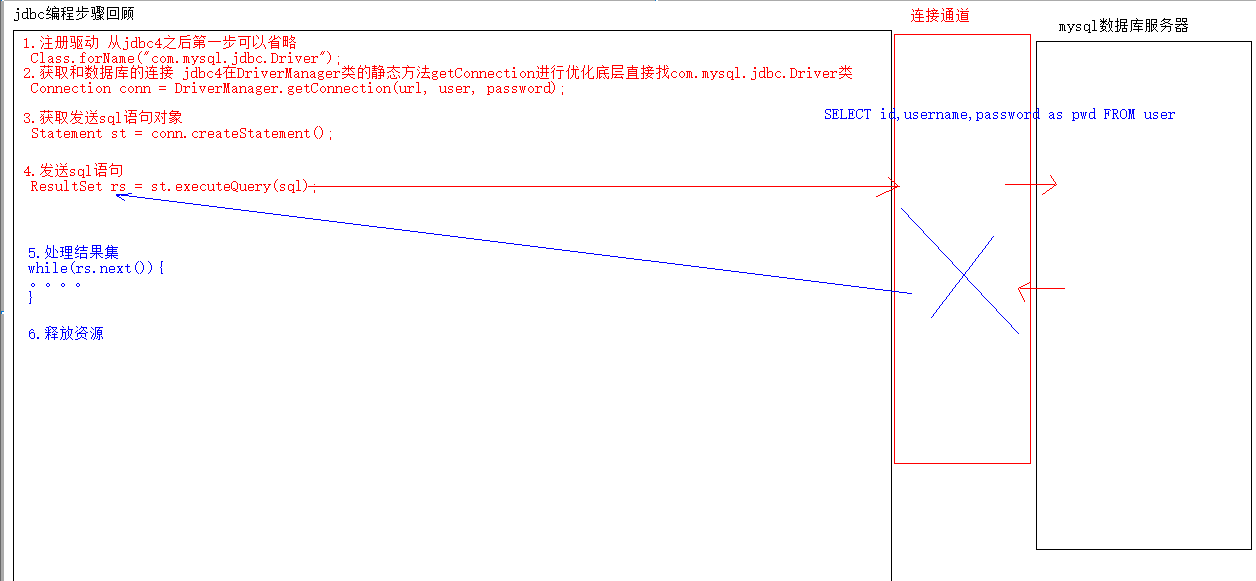 jdbc编程步骤回顾
连接通道
mysql数据库服务器
1.注册驱动 从jdbc4之后第一步可以省略
Class.forName("com.mysql.jdbc.Driver");
2.获取和数据库的连接 jdbc4在DriverManager类的静态方法getConnection进行优化底层直接找com.mysql.jdbc.Driver类
Connection conn = DriverManager.getConnection(url, user, password);
3.获取发送sql语句对象
Statement st = conn.createStatement();
SELECT id,username,password as pwd FROM user
4.发送sql语句
ResultSet rs = st.executeQuery(sql);
5.处理结果集
while(rs.next()){
。。。。
}
6.释放资源